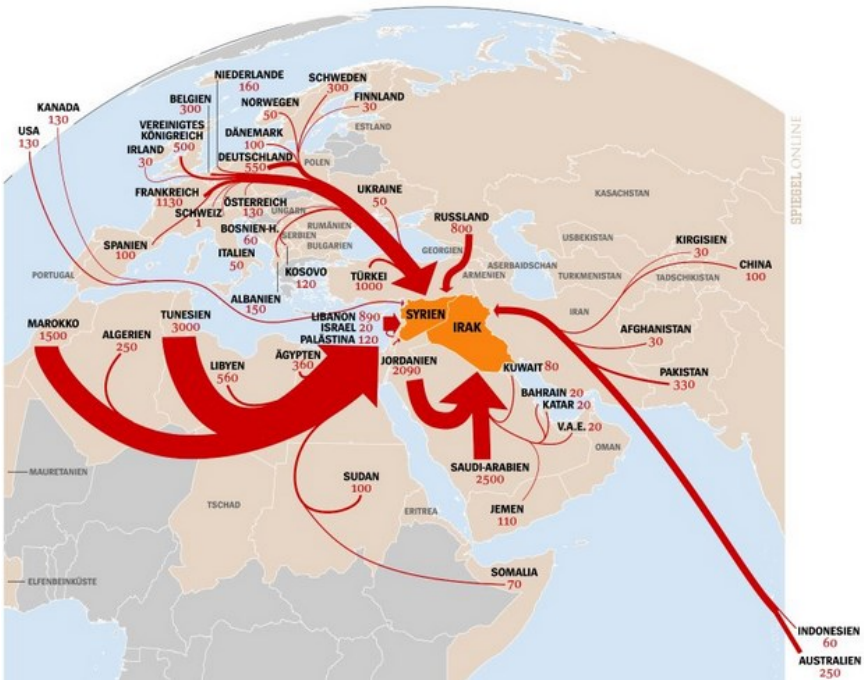 NIEDERLANDE
160
SCHWEDEN
300
KANADA
130
BELGIEN
300
NORWEGEN
50
FINNLAND
30
USA
130
VEREINIGTES
KÖNIGREICH
500
DÄNEMARK
100
ESTLAND
IRLAND
30
DEUTSCHLAND
550
POLEN
SPIEGEL ONLINE
FRANKREICH
1130
ÖSTERREICH
130
UKRAINE
50
KASACHSTAN
SCHWEIZ
1
UNGARN
RUSSLAND
800
BOSNIEN-H.
60
RUMÄNIEN
SERBIEN
BULGARIEN
USBEKISTAN
KIRGISIEN
30
SPANIEN
100
ITALIEN
50
GEORGIEN
ASERBAIDSCHAN
ARMENIEN
TURKMENISTAN
TADSCHIKISTAN
CHINA
100
PORTUGAL
KOSOVO
120
TÜRKEI
1000
ALBANIEN
150
IRAN
MAROKKO
1500
ALGERIEN
250
TUNESIEN
3000
LIBANON 890
ISRAEL 20
PALÄSTINA 120
SYRIEN
IRAK
AFGHANISTAN
30
LIBYEN
560
ÄGYPTEN
360
JORDANIEN
2090
KUWAIT 80
PAKISTAN
330
BAHRAIN 20
KATAR 20
V.A.E. 20
OMAN
MAURETANIEN
SUDAN
100
SAUDI-ARABIEN
2500
TSCHAD
ERITREA
JEMEN
110
ELFENBEINKÜSTE
SOMALIA
70
INDONESIEN
60
AUSTRALIEN
250